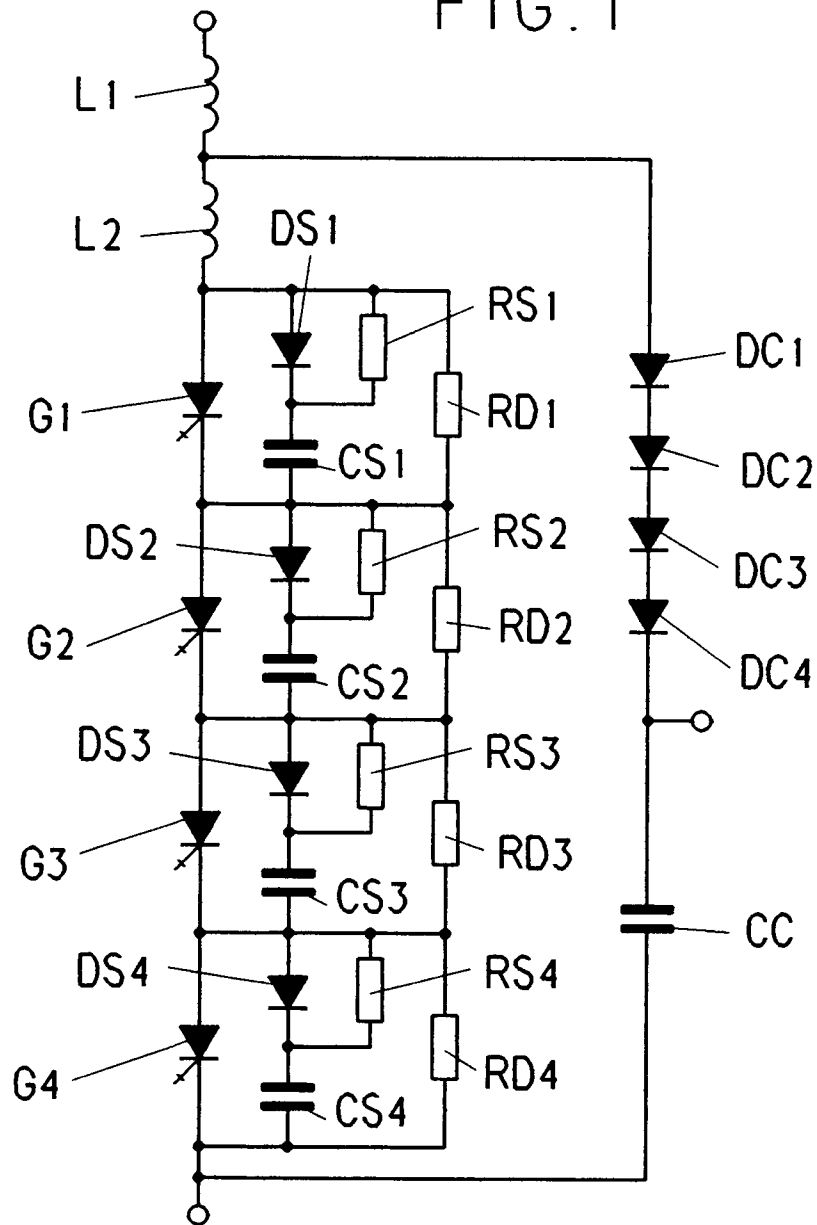 FIG. 1
L1
L2
DS1
RS1
DC1
G1
RD1
CS1
DC2
DS2
RS2
DC3
G2
RD2
DC4
CS2
DS3
RS3
G3
RD3
CS3
CC
DS4
RS4
G4
RD4
CS4